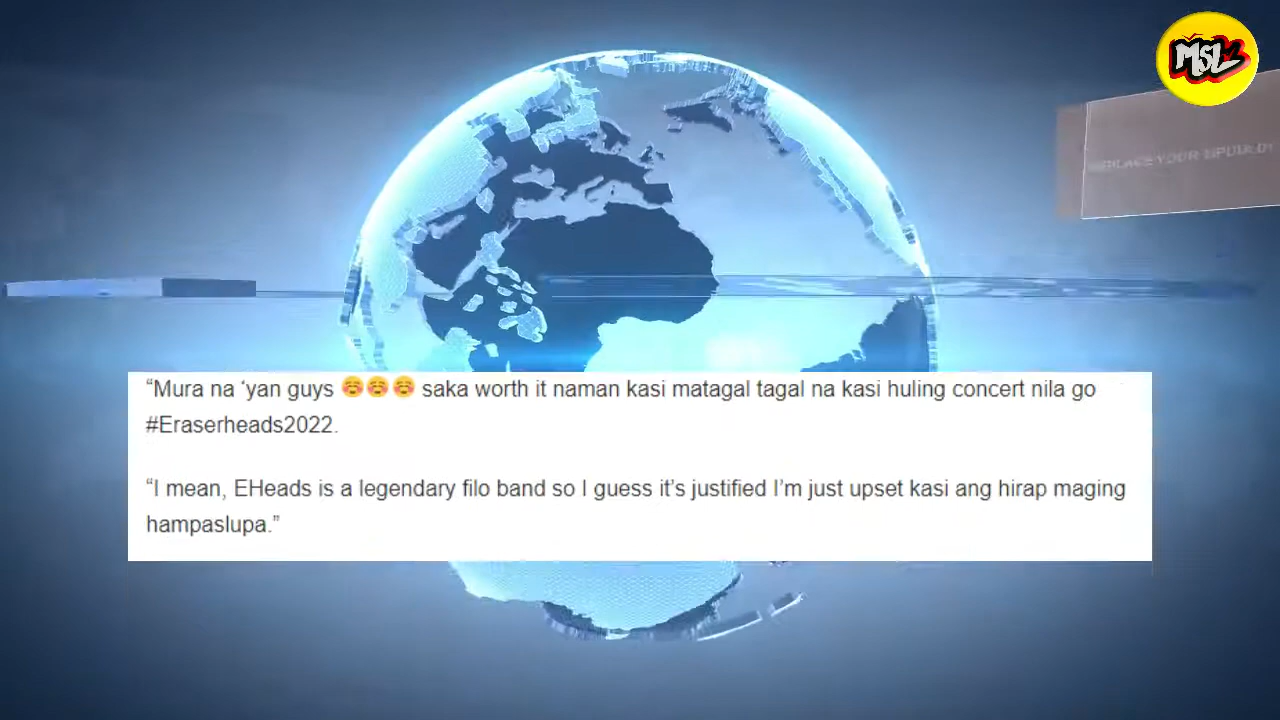 MSL
“Mura na ‘yan guys ☺️☺️☺️ saka worth it naman kasi matagal tagal na kasi huling concert nila go
#Eraserheads2022.
“I mean, EHeads is a legendary filo band so I guess it’s justified I’m just upset kasi ang hirap maging
hampaslupa.”